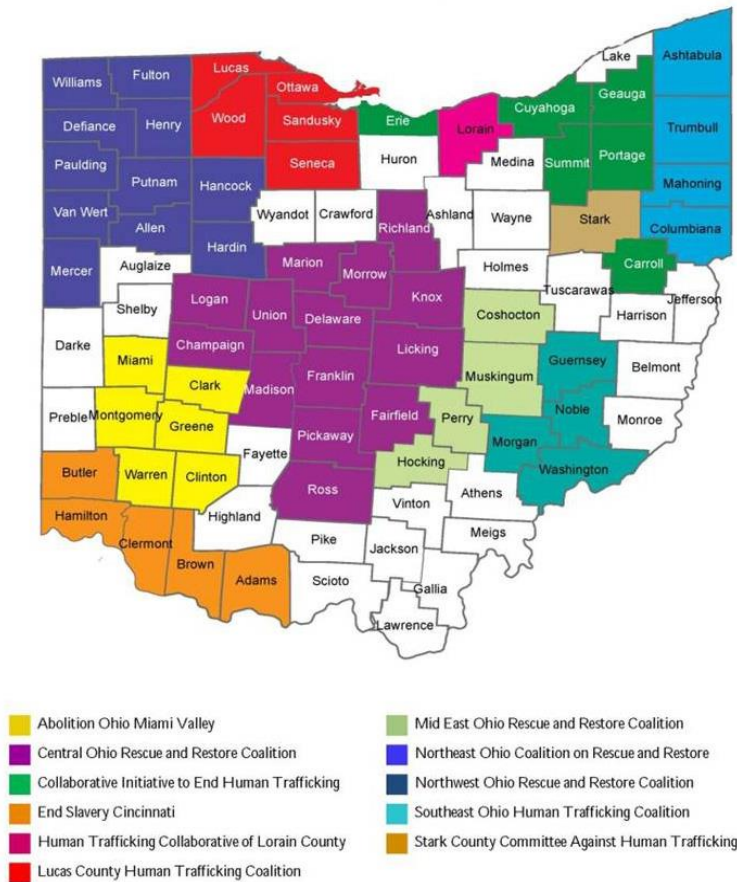 Lake
Ashtabula
Williams
Fulton
Lucas
Ottawa
Geauga
Cuyahoga
Defiance
Henry
Wood
Sandusky
Erie
Lorain
Trumbull
Paulding
Seneca
Huron
Medina
Summit
Portage
Putnam
Hancock
Mahoning
Van Wert
Allen
Wyandot
Crawford
Richland
Ashland
Wayne
Stark
Columbiana
Hardin
Mercer
Auglaize
Marion
Morrow
Holmes
Carroll
Tuscarawas
Jefferson
Logan
Union
Knox
Shelby
Delaware
Coshocton
Harrison
Darke
Champaign
Licking
Miami
Guernsey
Belmont
Clark
Madison
Franklin
Muskingum
Preble
Montgomery
Greene
Fairfield
Perry
Noble
Monroe
Pickaway
Morgan
Fayette
Hocking
Washington
Butler
Warren
Clinton
Ross
Athens
Vinton
Hamilton
Highland
Clermont
Pike
Meigs
Jackson
Brown
Adams
Scioto
Gallia
Lawrence
Abolition Ohio Miami Valley
Central Ohio Rescue and Restore Coalition
Collaborative Initiative to End Human Trafficking
End Slavery Cincinnati
Human Trafficking Collaborative of Lorain County
Lucas County Human Trafficking Coalition
Mid East Ohio Rescue and Restore Coalition
Northeast Ohio Coalition on Rescue and Restore
Northwest Ohio Rescue and Restore Coalition
Southeast Ohio Human Trafficking Coalition
Stark County Committee Against Human Trafficking